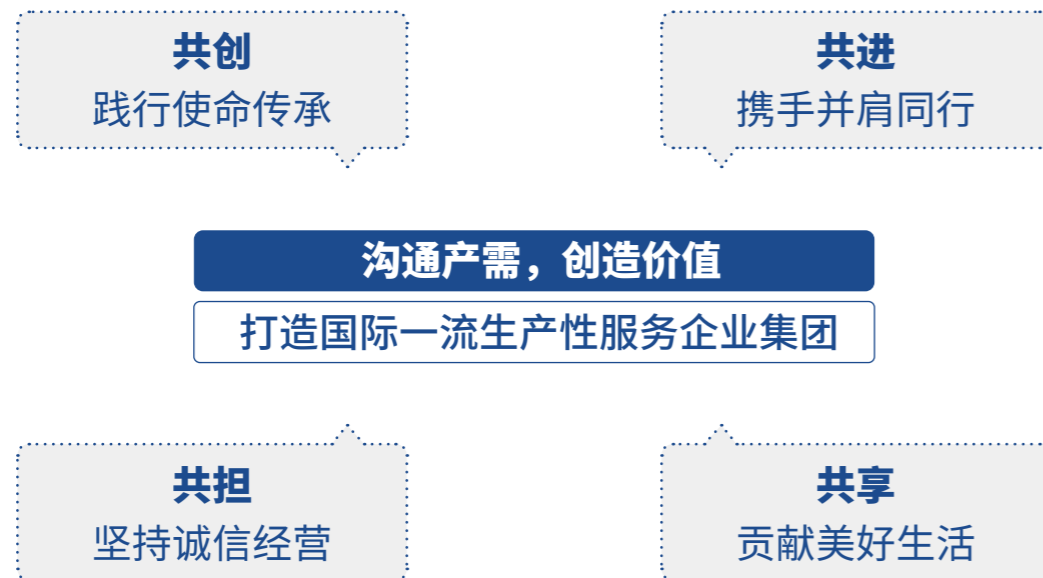 共创
践行使命传承
共进
携手并肩同行
沟通产需，创造价值
打造国际一流生产性服务企业集团
共担
坚持诚信经营
共享
贡献美好生活